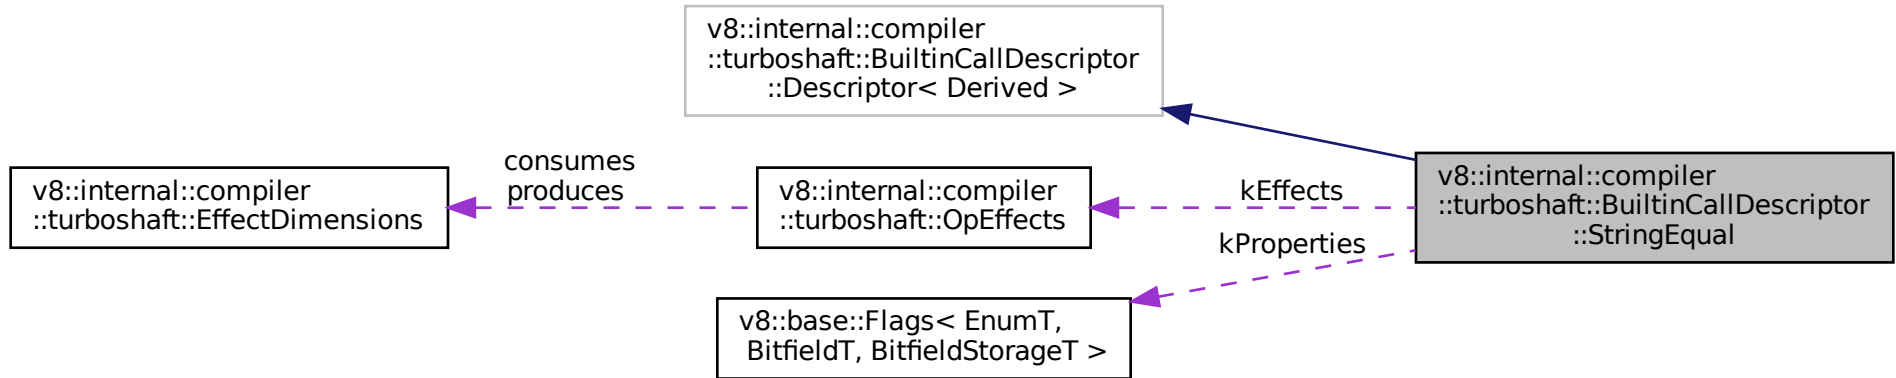 v8::internal::compiler
::turboshaft::BuiltinCallDescriptor
::Descriptor< Derived >
v8::internal::compiler
::turboshaft::EffectDimensions
consumes
produces
v8::internal::compiler
::turboshaft::OpEffects
kEffects
kProperties
v8::internal::compiler
::turboshaft::BuiltinCallDescriptor
::StringEqual
v8::base::Flags< EnumT,
BitfieldT, BitfieldStorageT >